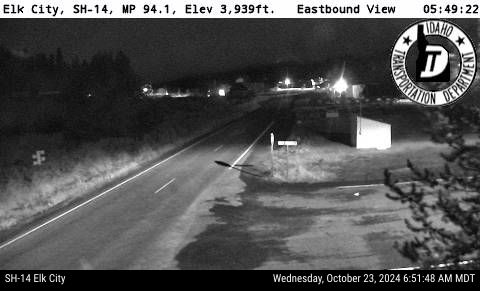 Elk City, SH-14, MP 94.1, Elev 3,939ft. Eastbound View 05:49:22
IDAHO
TRANSPORTATION DEPARTMENT
SH-14 Elk City Wednesday, October 23, 2024 6:51:48 AM MDT